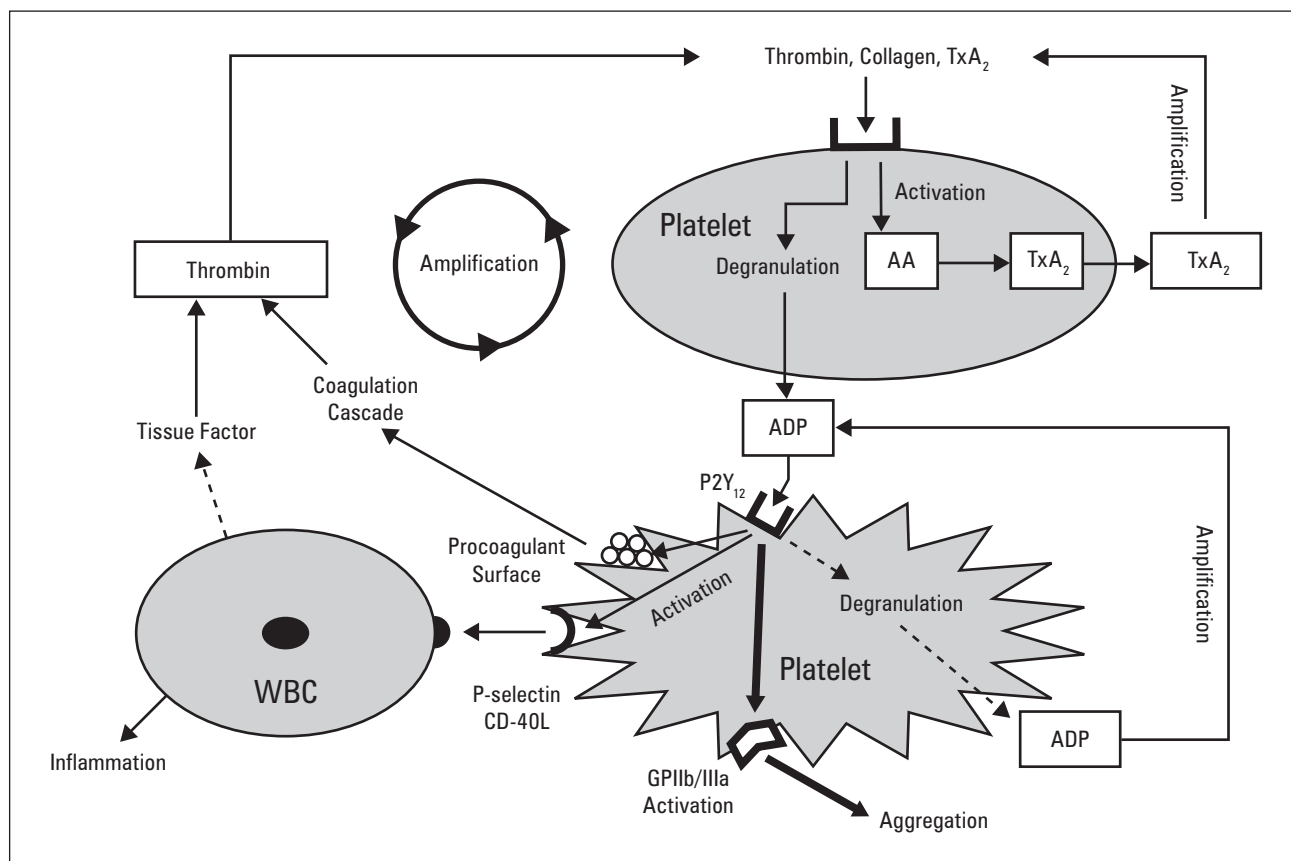 Thrombin, Collagen, TxA₂
Amplification
Activation
Platelet
Degranulation
AA
TxA₂
TxA₂
Amplification
Thrombin
Coagulation
Cascade
Tissue Factor
ADP
P2Y₁₂
Procoagulant
Surface
Activation
Degranulation
Amplification
Platelet
WBC
P-selectin
CD-40L
ADP
Inflammation
GPIIb/IIIa
Activation
Aggregation